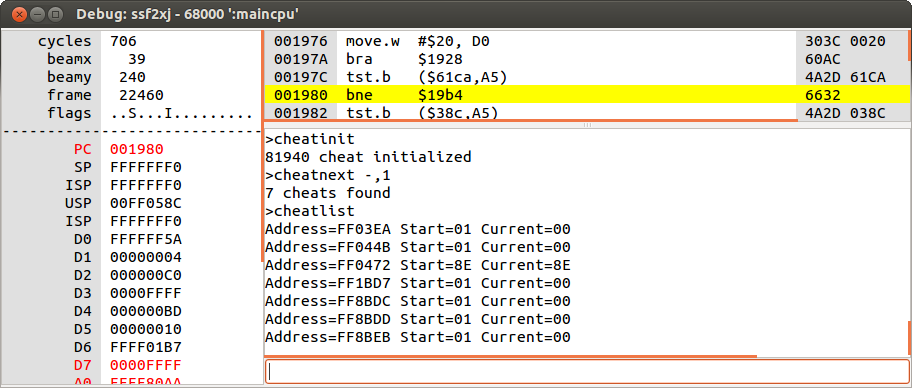 Debug: ssf2xj - 68000 ':maincpu'
cycles 706
beamx 39
beamy 240
frame 22460
flags ..S...I.........
PC 001980
SP FFFFFFF0
ISP FFFFFFF0
USP 00FF058C
ISP FFFFFFF0
D0 FFFFFF5A
D1 00000004
D2 000000C0
D3 0000FFFF
D4 000000BD
D5 00000010
D6 FFFF01B7
D7 0000FFFF
A0 FFFF80AA
001976 move.w #$20, D0 303C 0020
00197A bra $1928 60AC
00197C tst.b ($61ca,A5) 4A2D 61CA
001980 bne $19b4 6632
001982 tst.b ($38c,A5) 4A2D 038C
>cheatinit
81940 cheat initialized
>cheatnext -,1
7 cheats found
>cheatlist
Address=FF03EA Start=01 Current=00
Address=FF044B Start=01 Current=00
Address=FF0472 Start=8E Current=8E
Address=FF1BD7 Start=01 Current=00
Address=FF8BDC Start=01 Current=00
Address=FF8BDD Start=01 Current=00
Address=FF8BEB Start=01 Current=00